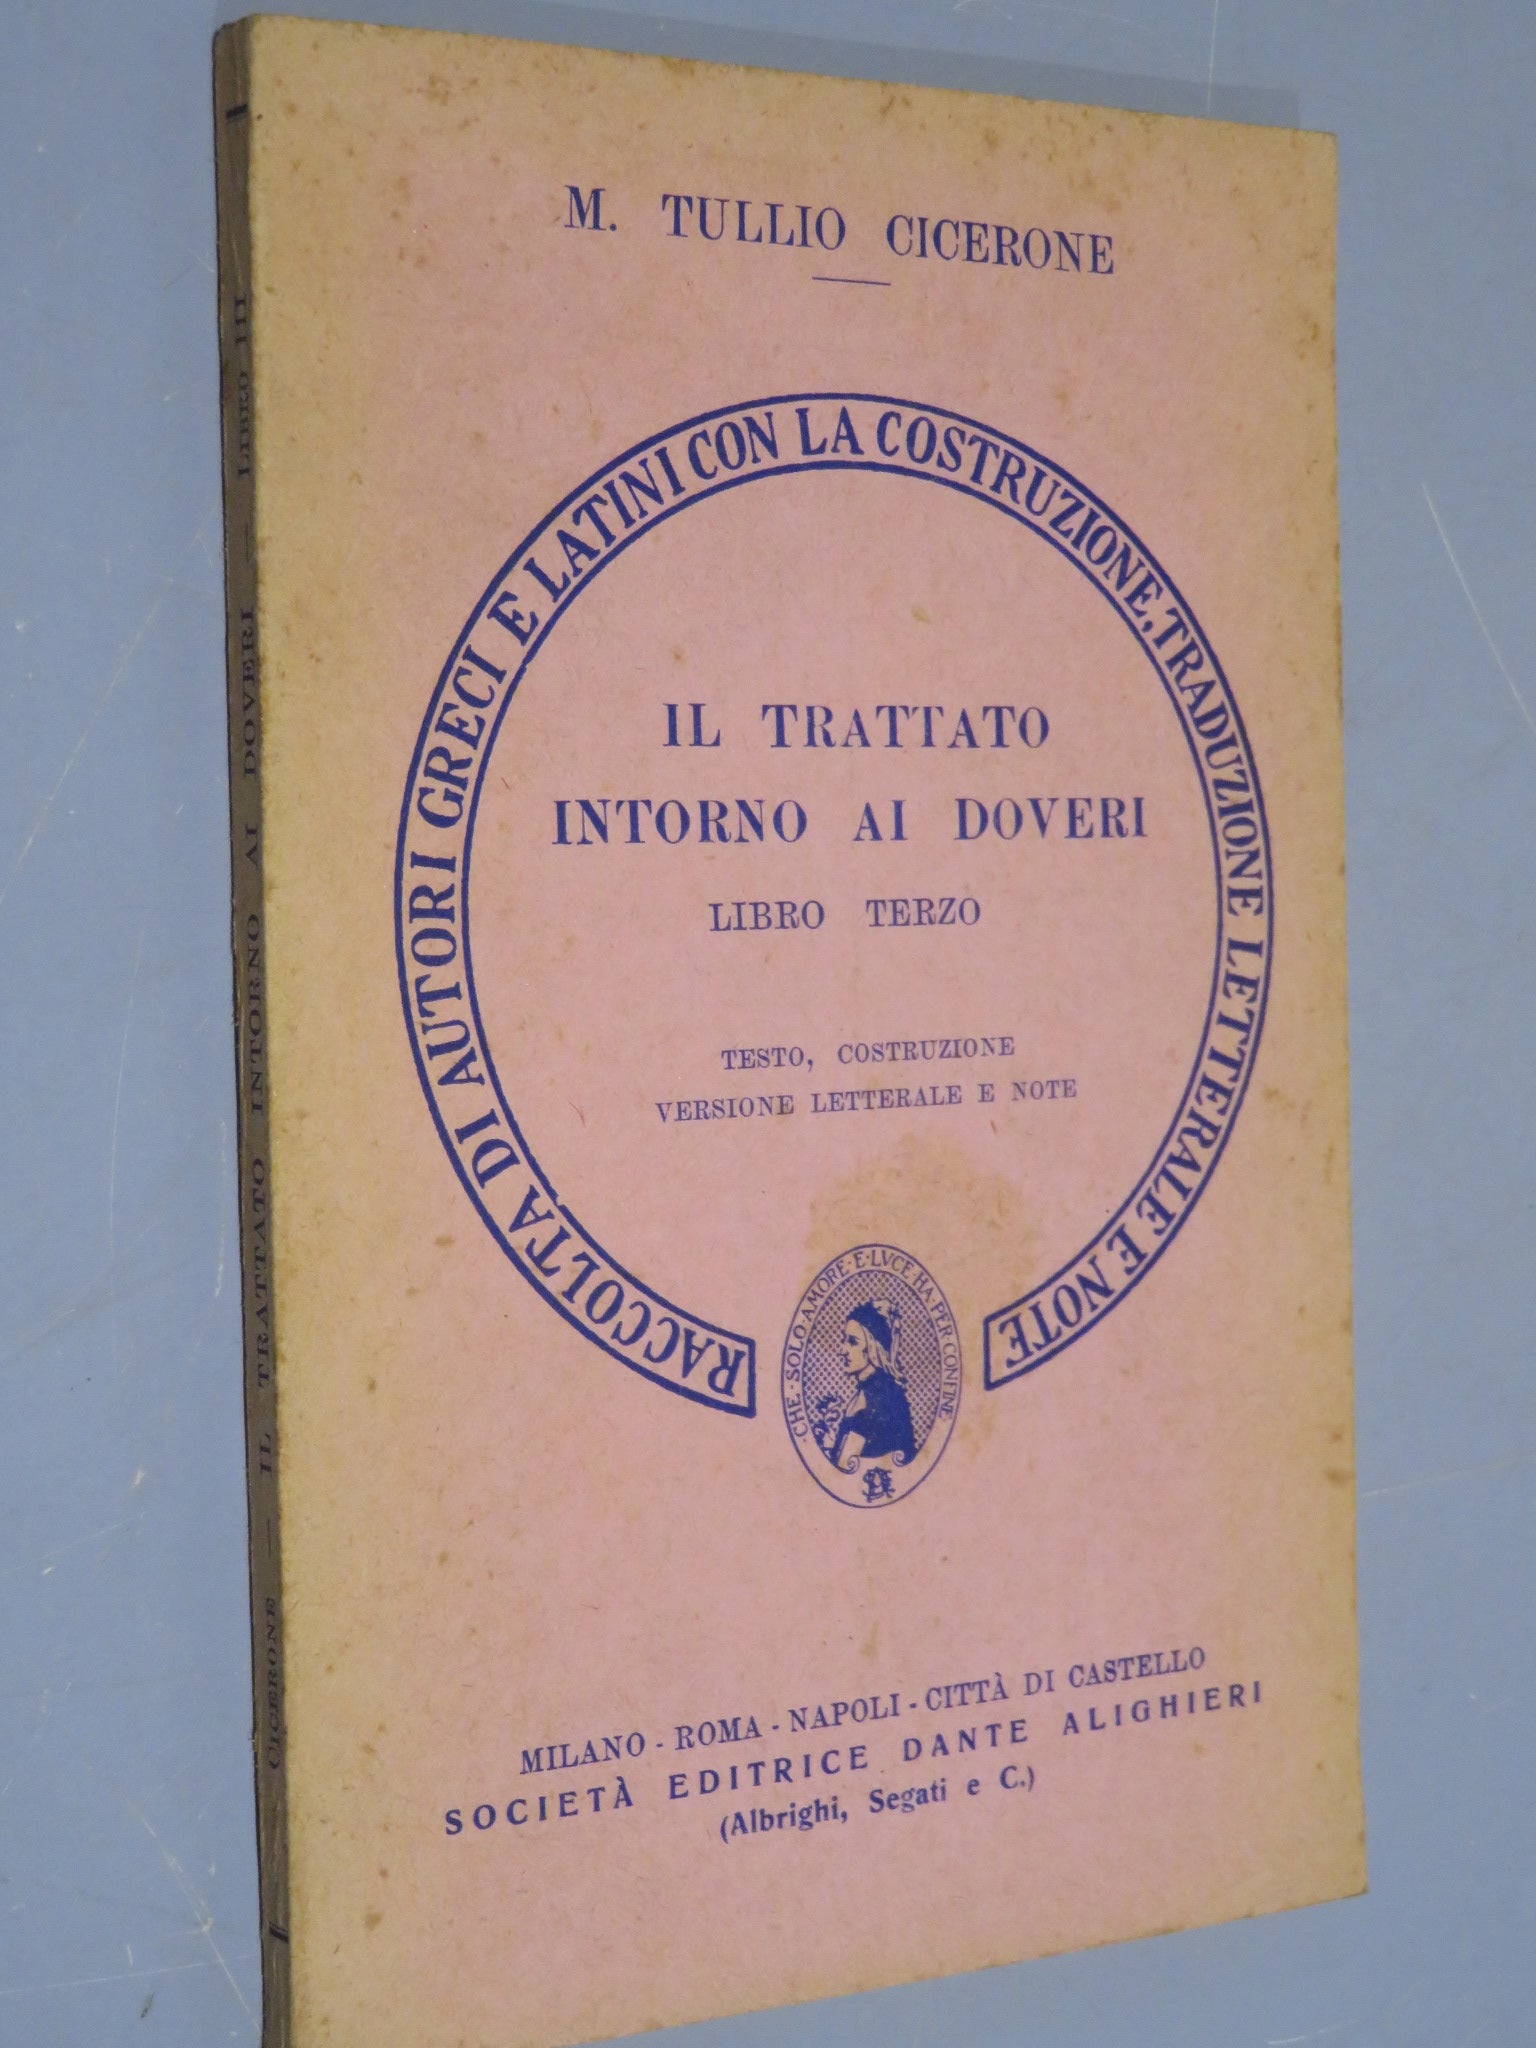 M. TULLIO CICERONE
RACCOLTA DI AUTORI GRECI E LATINI CON LA COSTRUZIONE, TRADUZIONE LETTERALE E NOTE
IL TRATTATO
INTORNO AI DOVERI
LIBRO TERZO
TESTO, COSTRUZIONE
VERSIONE LETTERALE E NOTE
·CHE·SOLO·AMORE·E·LVCE·HA·PER·CONFINE
MILANO - ROMA - NAPOLI - CITTÀ DI CASTELLO
SOCIETÀ EDITRICE DANTE ALIGHIERI
(Albrighi, Segati e C.)
CICERONE — IL TRATTATO INTORNO AI DOVERI — LIBRO III